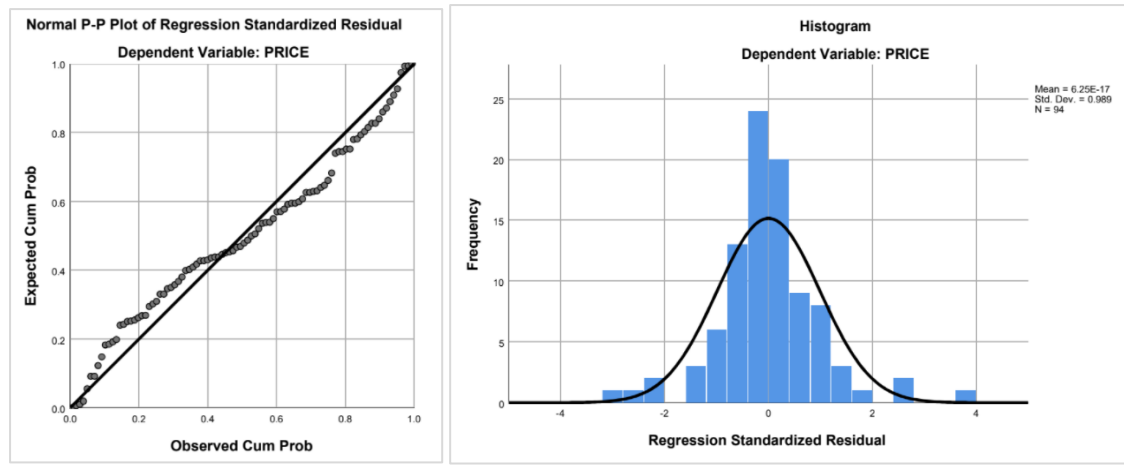 Normal P-P Plot of Regression Standardized Residual
Dependent Variable: PRICE
1.0
0.8
0.6
0.4
0.2
0.0
0.0 0.2 0.4 0.6 0.8 1.0
Expected Cum Prob
Observed Cum Prob
Histogram
Dependent Variable: PRICE
Mean = 6.25E-17
Std. Dev. = 0.989
N = 94
25
20
15
10
5
0
-4 -2 0 2 4
Frequency
Regression Standardized Residual